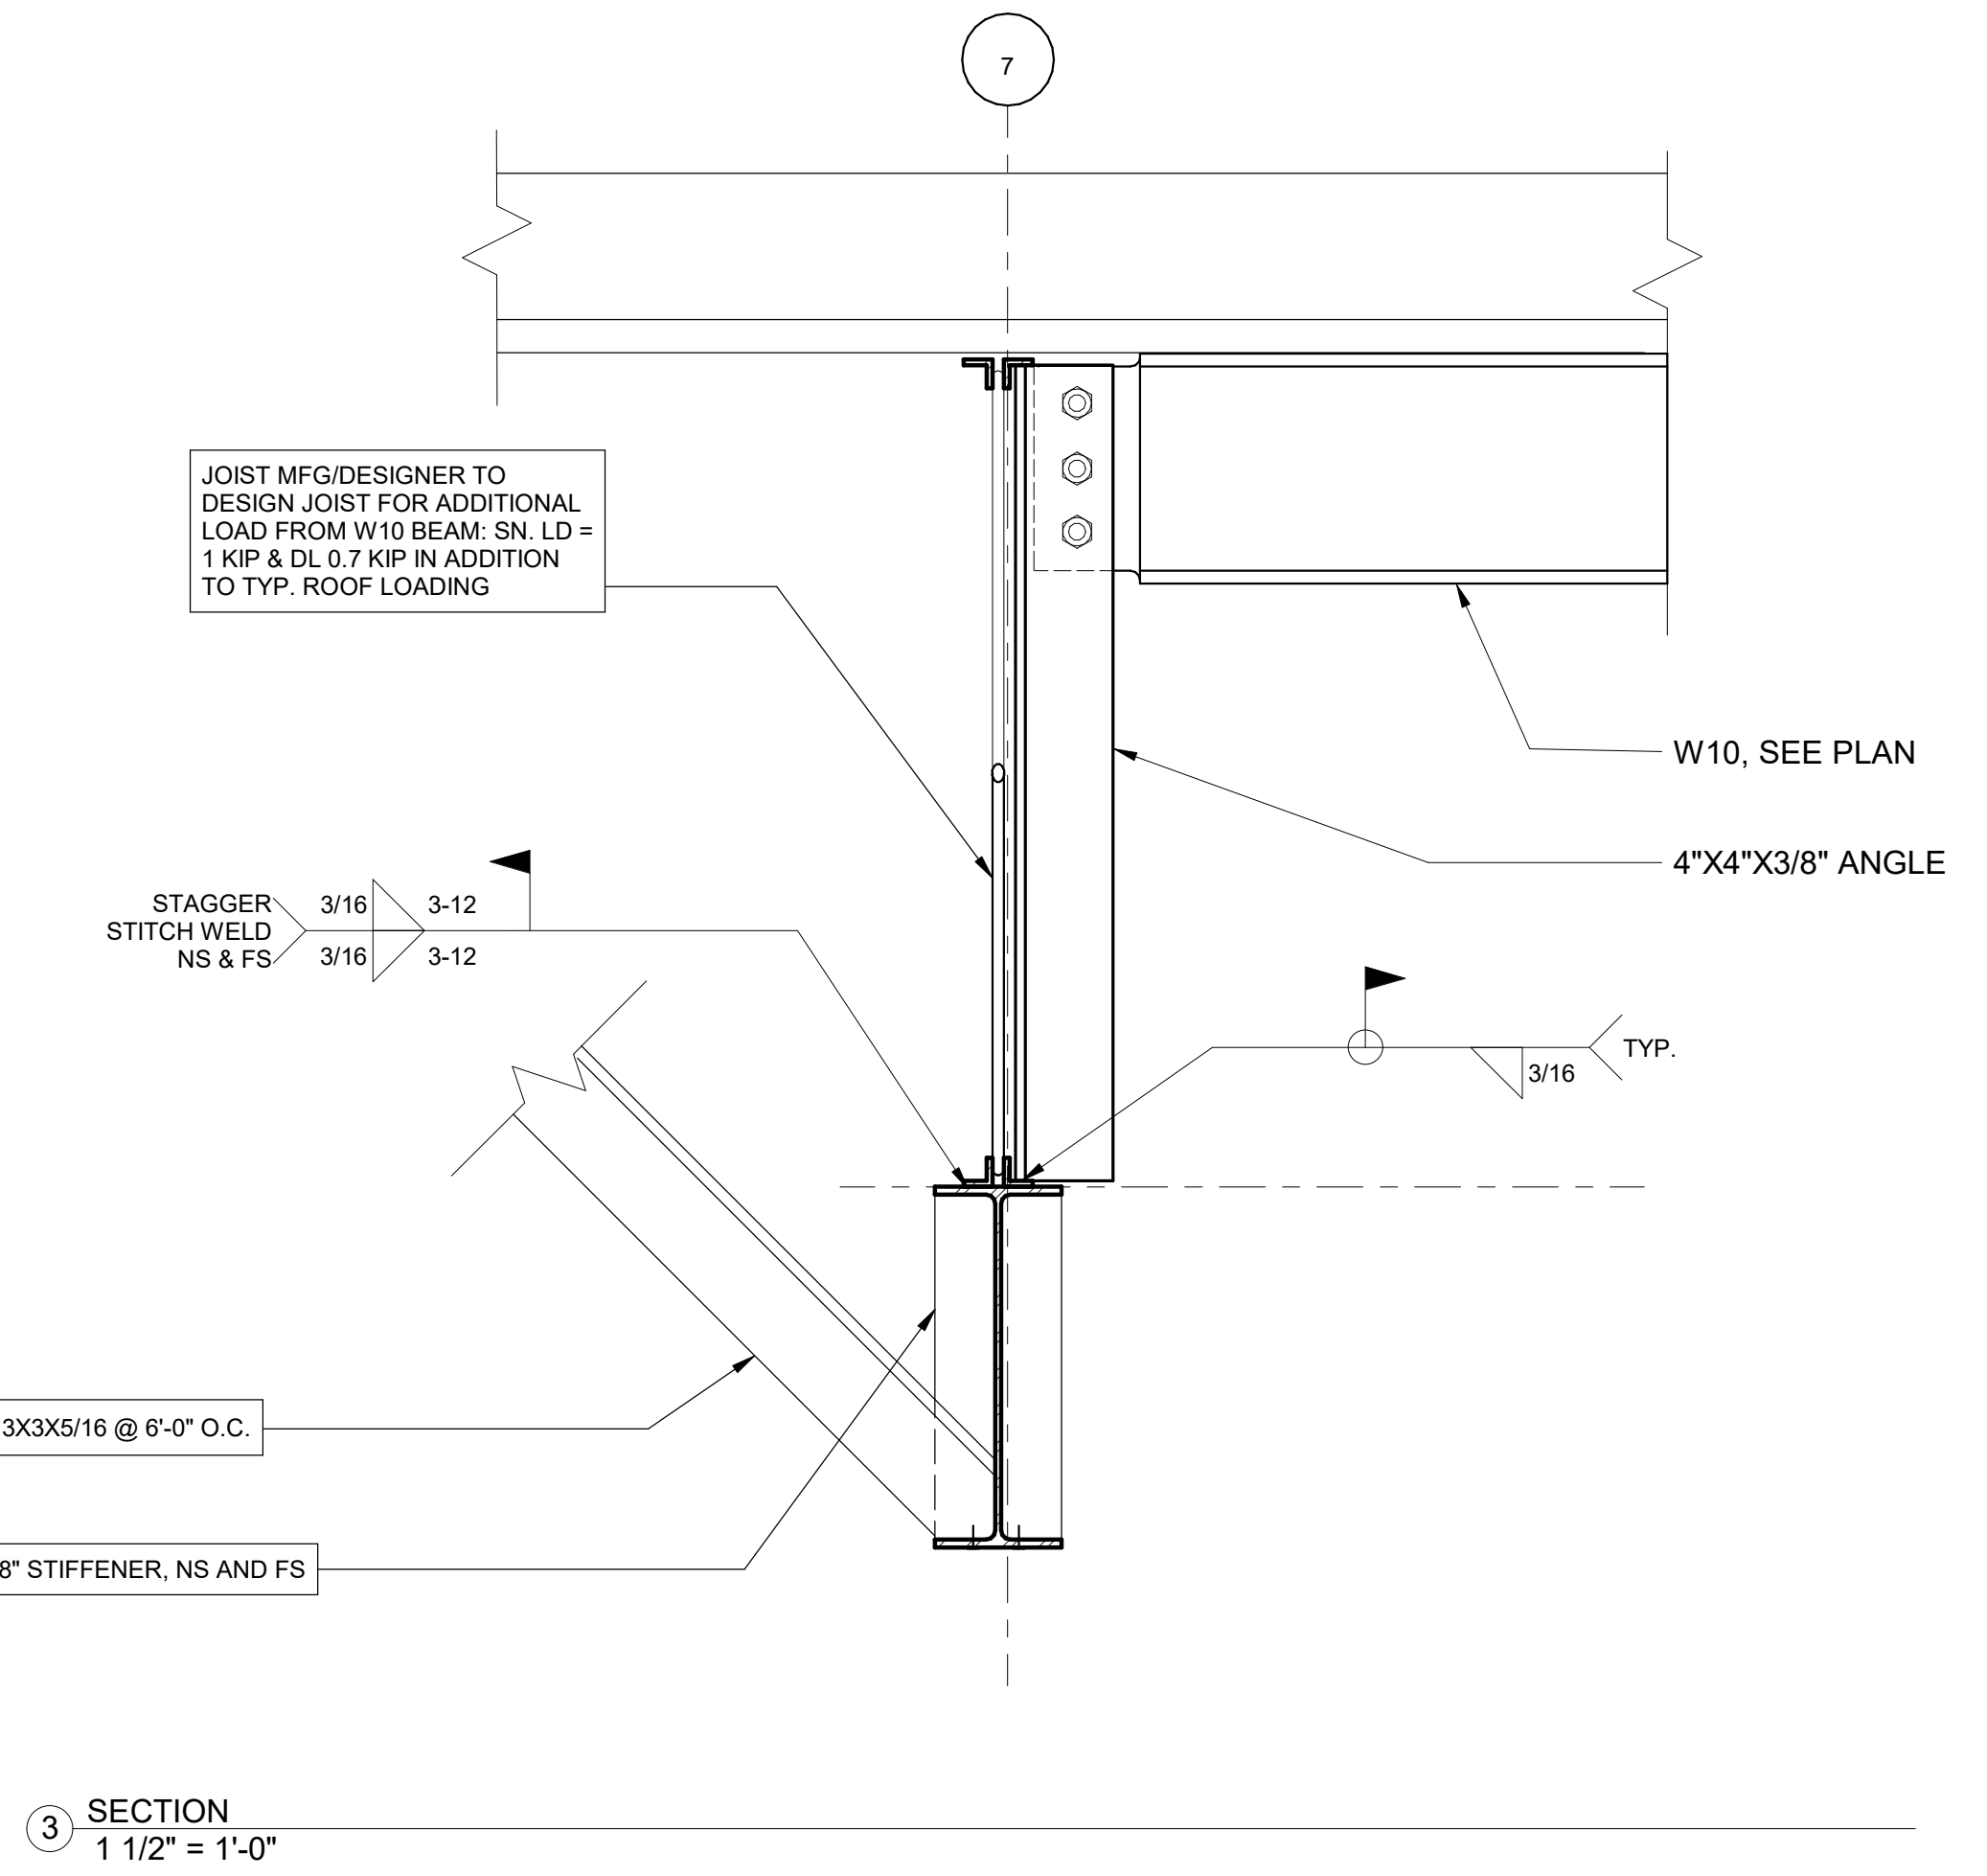 7
JOIST MFG/DESIGNER TO
DESIGN JOIST FOR ADDITIONAL
LOAD FROM W10 BEAM: SN. LD =
1 KIP & DL 0.7 KIP IN ADDITION
TO TYP. ROOF LOADING
W10, SEE PLAN
4"X4"X3/8" ANGLE
STAGGER
STITCH WELD
NS & FS
3/16 3-12
3/16 3-12
TYP.
3/16
3X3X5/16 @ 6'-0" O.C.
8" STIFFENER, NS AND FS
3 SECTION
1 1/2" = 1'-0"